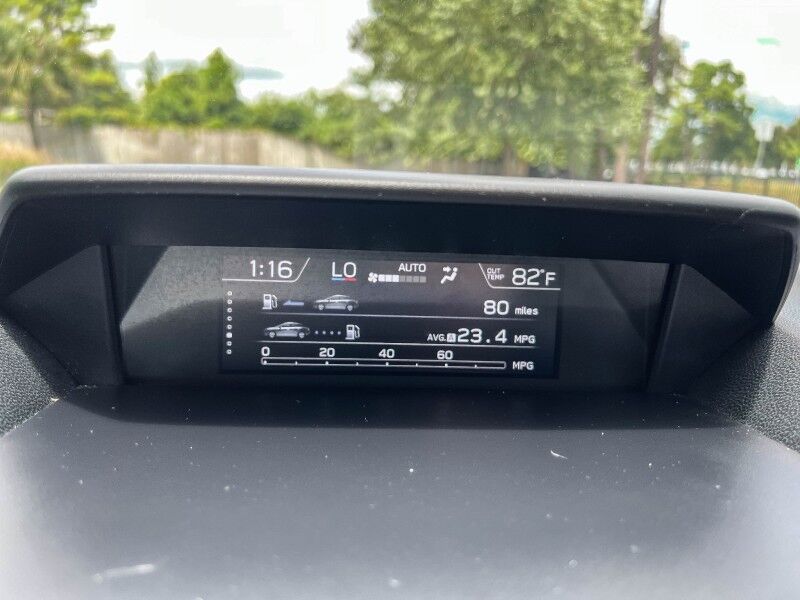 1:16 LO AUTO OUT TEMP 82°F
80 miles
AVG. A 23.4 MPG
0 20 40 60 MPG